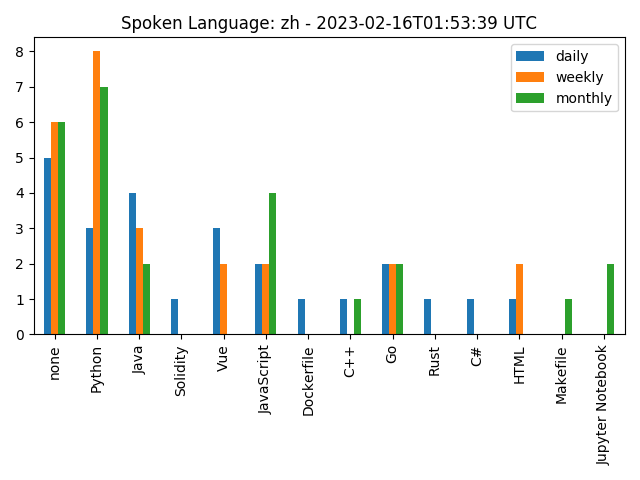 Spoken Language: zh - 2023-02-16T01:53:39 UTC
daily
weekly
monthly
8
7
6
5
4
3
2
1
0
none
Python
Java
Solidity
Vue
JavaScript
Dockerfile
C++
Go
Rust
C#
HTML
Makefile
Jupyter Notebook